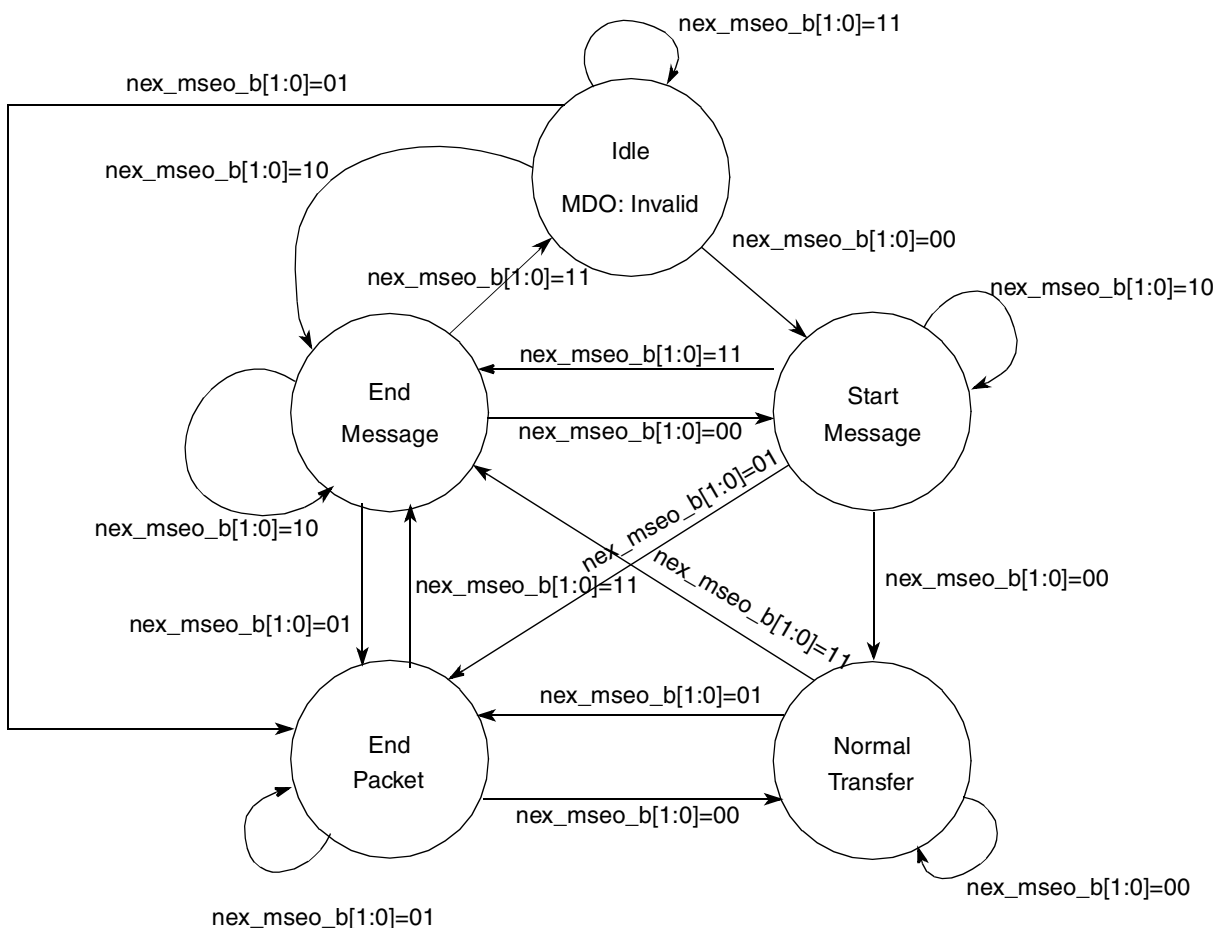 nex_mseo_b[1:0]=11
nex_mseo_b[1:0]=01
Idle
MDO: Invalid
nex_mseo_b[1:0]=10
nex_mseo_b[1:0]=00
nex_mseo_b[1:0]=11
nex_mseo_b[1:0]=10
nex_mseo_b[1:0]=11
End
Message
Start
Message
nex_mseo_b[1:0]=00
nex_mseo_b[1:0]=01
nex_mseo_b[1:0]=10
nex_mseo_b[1:0]=11
nex_mseo_b[1:0]=11
nex_mseo_b[1:0]=00
nex_mseo_b[1:0]=01
nex_mseo_b[1:0]=01
End
Packet
Normal
Transfer
nex_mseo_b[1:0]=00
nex_mseo_b[1:0]=00
nex_mseo_b[1:0]=01